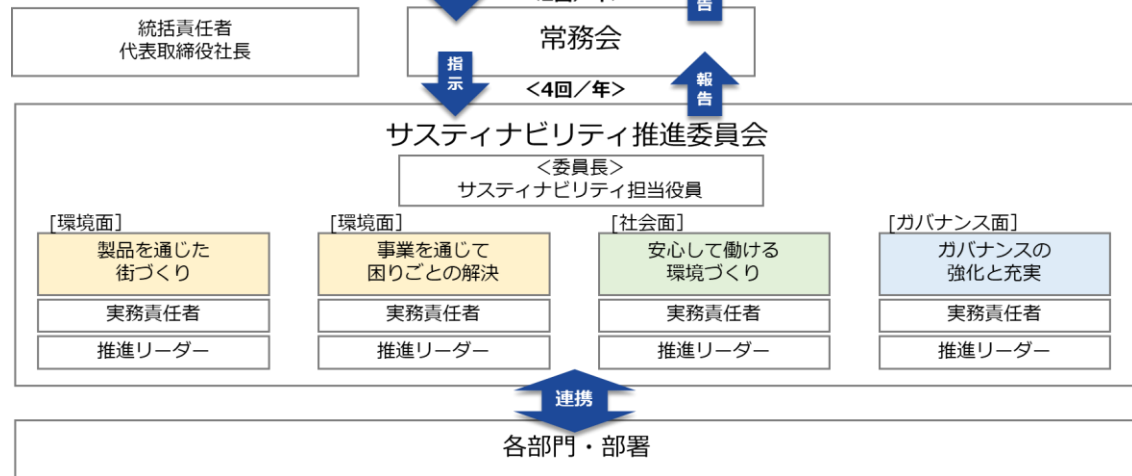 告
統括責任者
代表取締役社長
常務会
指示
<4回／年>
報告
サスティナビリティ推進委員会
<委員長>
サスティナビリティ担当役員
[環境面]
製品を通じた
街づくり
実務責任者
推進リーダー
[環境面]
事業を通じて
困りごとの解決
実務責任者
推進リーダー
[社会面]
安心して働ける
環境づくり
実務責任者
推進リーダー
[ガバナンス面]
ガバナンスの
強化と充実
実務責任者
推進リーダー
連携
各部門・部署